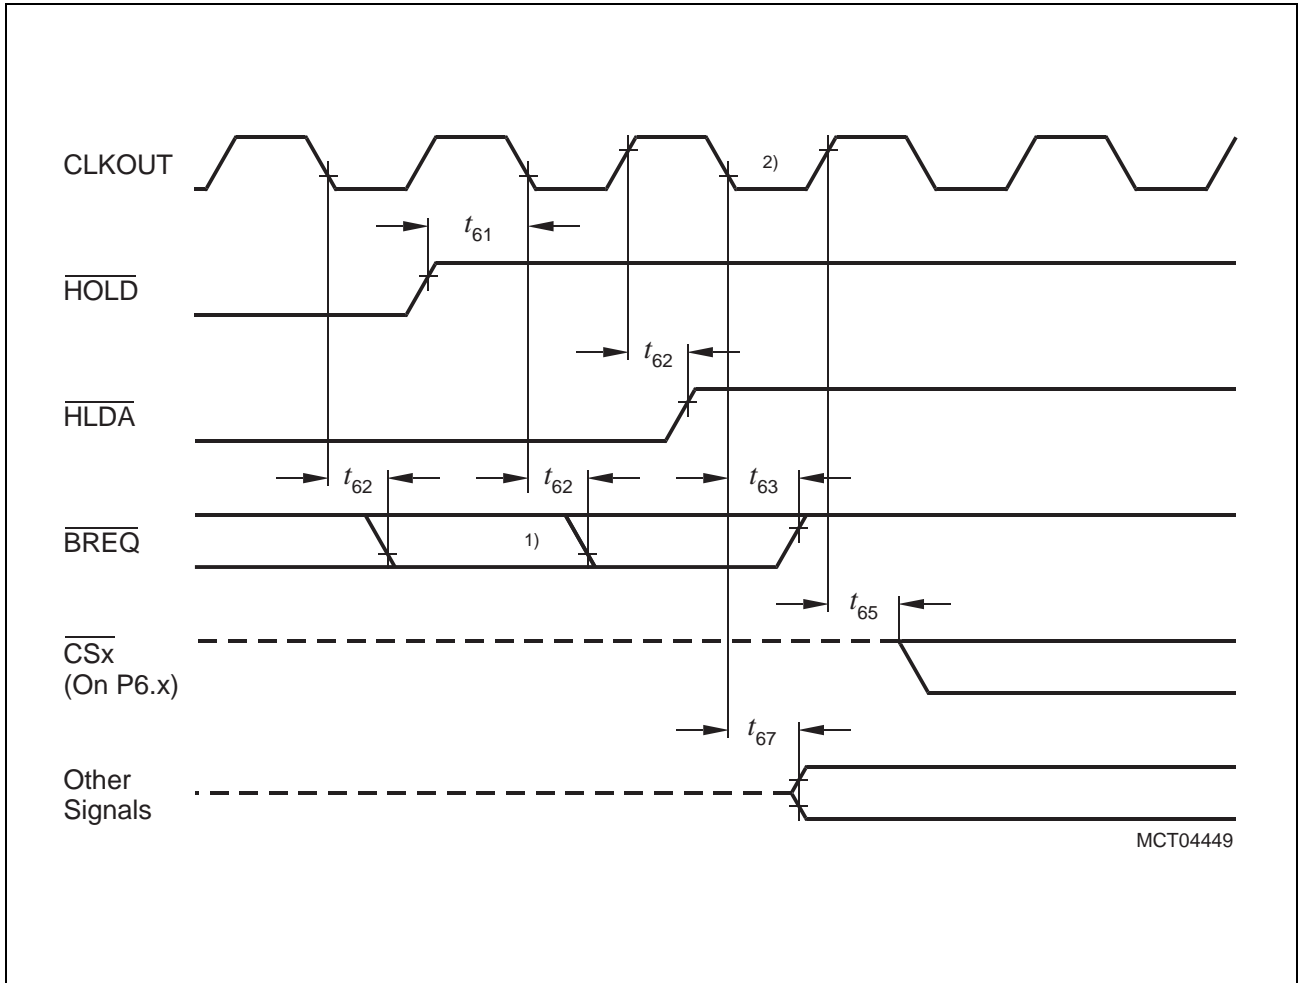 CLKOUT
2)
t61
HOLD
t62
HLDA
t62
t62
t63
BREQ
1)
t65
CSx
(On P6.x)
t67
Other
Signals
MCT04449